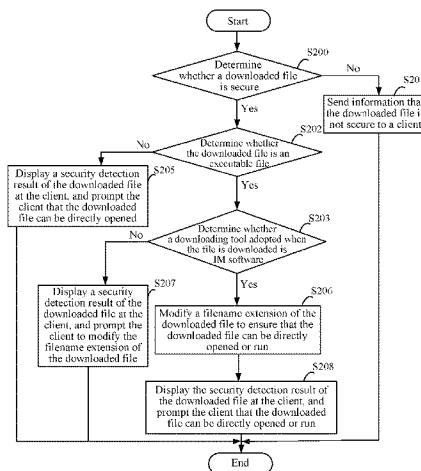 Start
S200
Determine
whether a downloaded file
is secure
No
S20
Send information that
the downloaded file i
not secure to a client
Yes
S202
Determine whether
the downloaded file is an
executable file
No
S205
Display a security detection
result of the downloaded file
at the client, and prompt the
client that the downloaded
file can be directly opened
Yes
S203
Determine whether
a downloading tool adopted when
the file is downloaded is
IM software
No
S207
Display a security
detection result of the
downloaded file at the
client, and prompt the
client to modify the
filename extension of
the downloaded file
Yes
S206
Modify a filename extension of the
downloaded file to ensure that the
downloaded file can be directly
opened or run
S208
Display the security detection result of
the downloaded file at the client, and
prompt the client that the downloaded
file can be directly opened or run
End